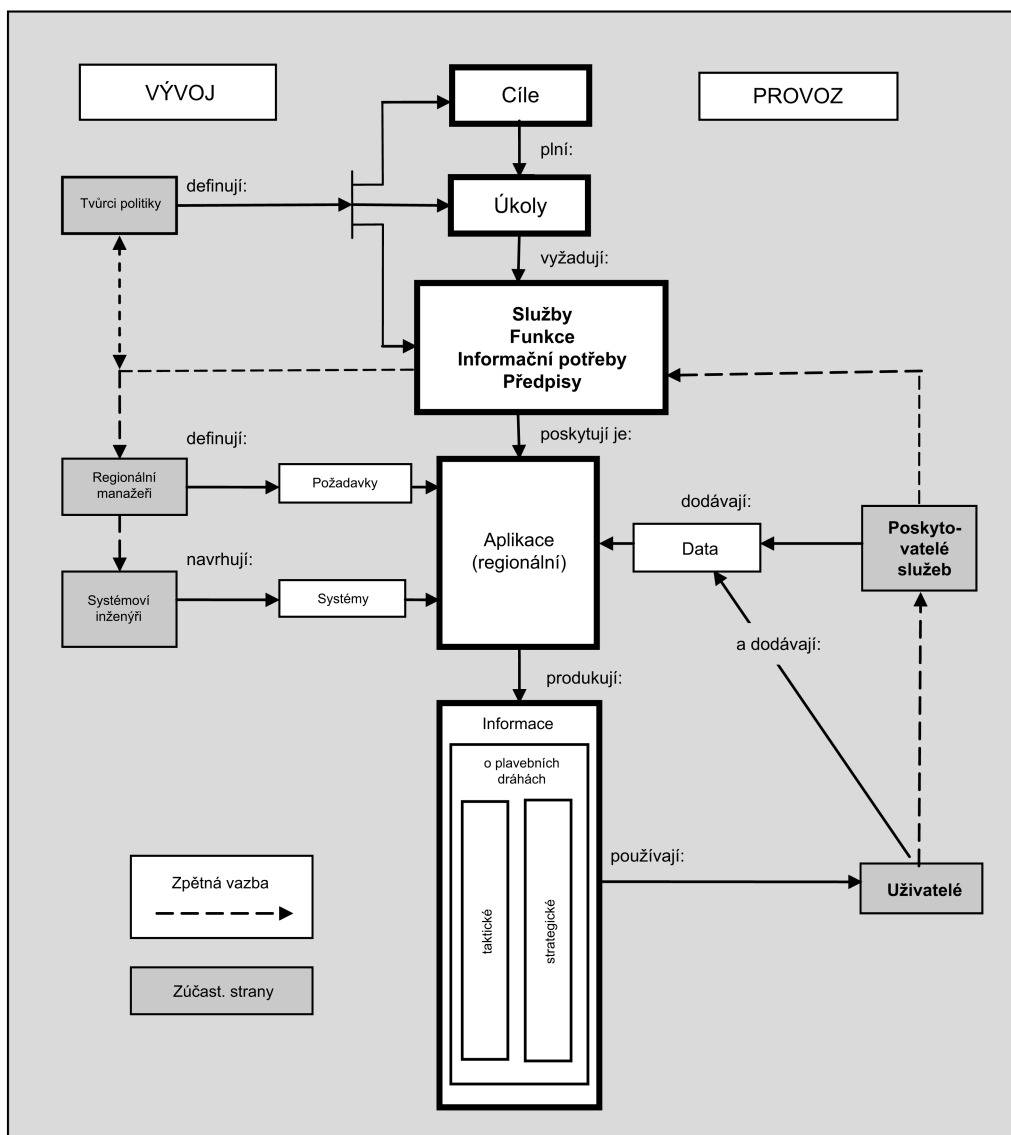 VÝVOJ
Cíle
PROVOZ
plní:
definují:
Tvůrci politiky
Úkoly
vyžadují:
Služby
Funkce
Informační potřeby
Předpisy
definují:
poskytují je:
Regionální
manažeři
Požadavky
Aplikace
(regionální)
dodávají:
Data
Poskyto-
vatelé
služeb
navrhují:
Systémoví
inženýři
Systémy
a dodávají:
produkují:
Informace
o plavebních
dráhách
taktické
strategické
používají:
Uživatelé
Zpětná vazba
Zúčast. strany